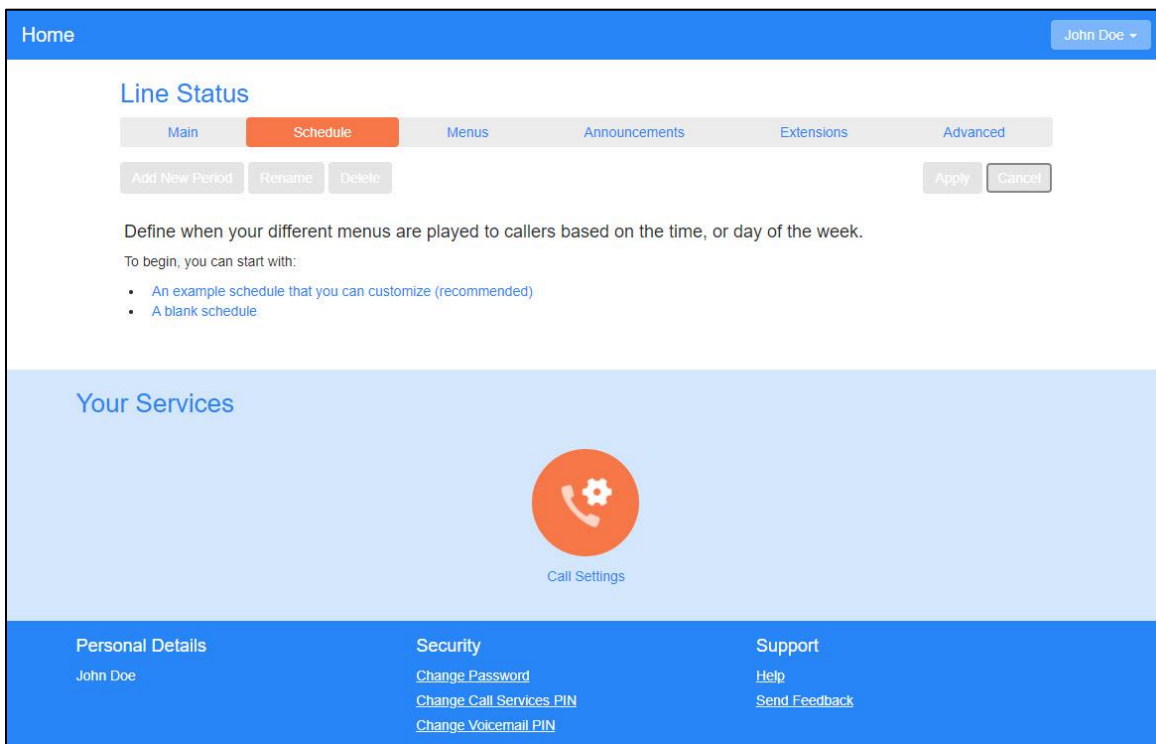 Home
John Doe
Line Status
Main Schedule Menus Announcements Extensions Advanced
Add New Period Rename Delete Apply Cancel
Define when your different menus are played to callers based on the time, or day of the week.
To begin, you can start with:
• An example schedule that you can customize (recommended)
• A blank schedule
Your Services
Call Settings
Personal Details
John Doe
Security
Change Password
Change Call Services PIN
Change Voicemail PIN
Support
Help
Send Feedback